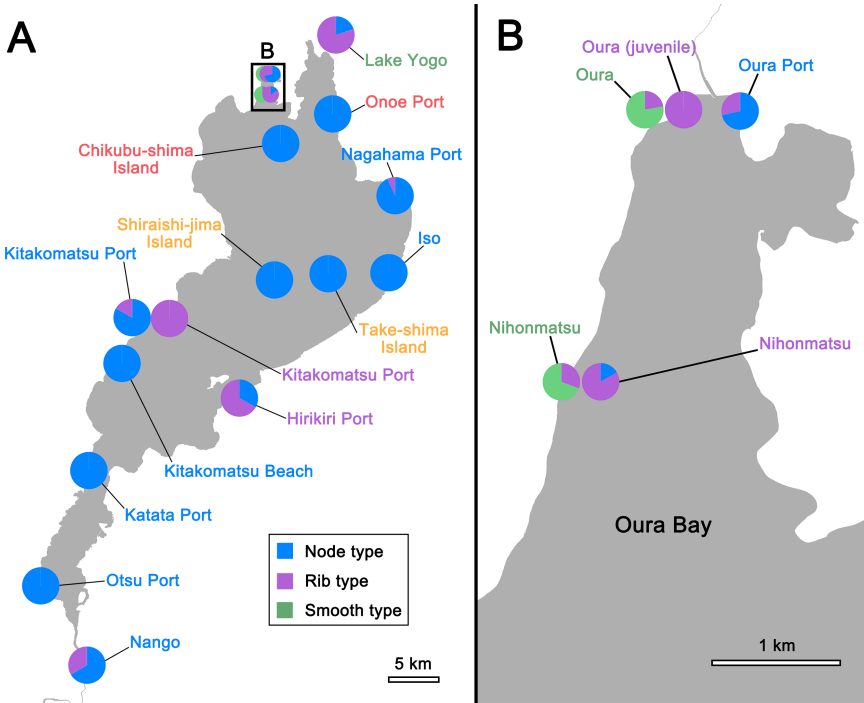 A
B
Lake Yogo
Onoe Port
Chikubu-shima
Island
Nagahama Port
Shiraishi-jima
Island
Iso
Kitakomatsu Port
Take-shima
Island
Kitakomatsu Port
Hirikiri Port
Kitakomatsu Beach
Katata Port
Otsu Port
Nango
Node type
Rib type
Smooth type
5 km
B
Oura (juvenile)
Oura
Oura Port
Nihonmatsu
Nihonmatsu
Oura Bay
1 km